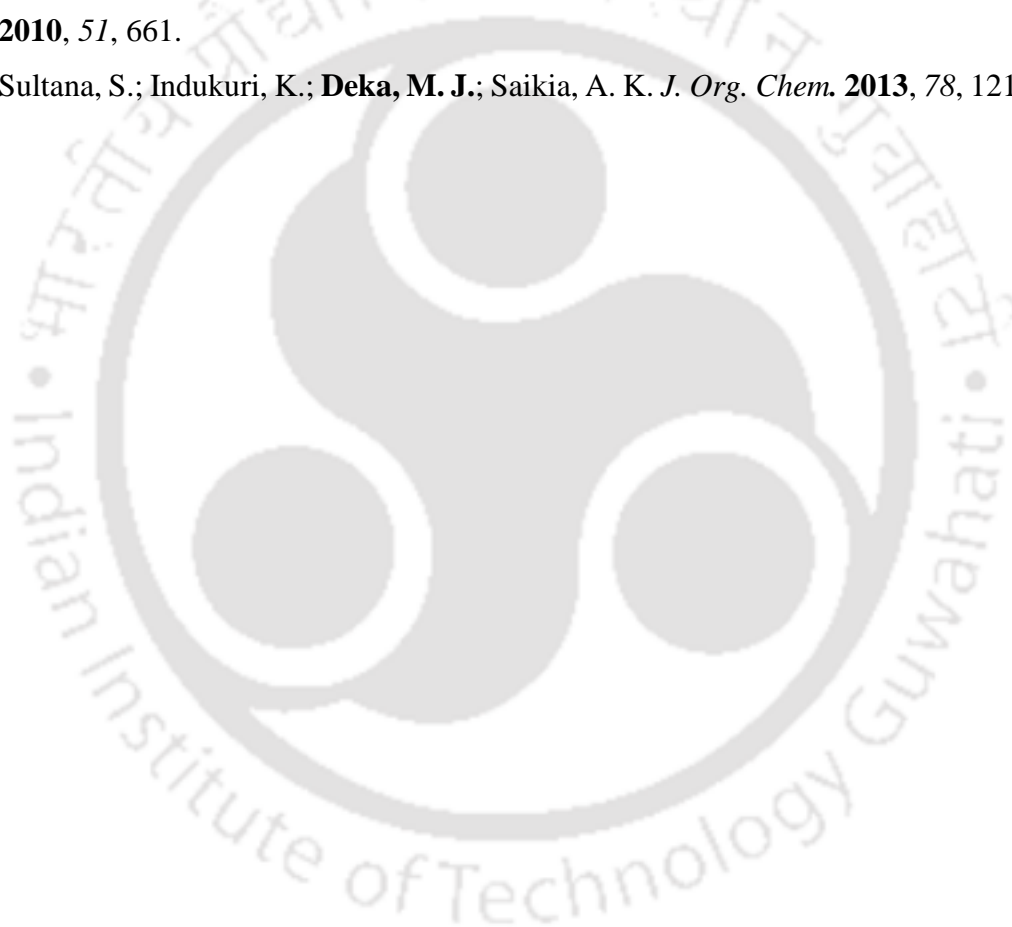 2010, 51, 661.
Sultana, S.; Indukuri, K.; Deka, M. J.; Saikia, A. K. J. Org. Chem. 2013, 78, 121
Indian Institute of Technology Guwahati